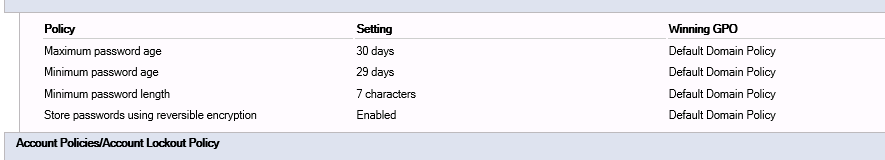 Policy Setting Winning GPO
Maximum password age 30 days Default Domain Policy
Minimum password age 29 days Default Domain Policy
Minimum password length 7 characters Default Domain Policy
Store passwords using reversible encryption Enabled Default Domain Policy
Account Policies/Account Lockout Policy